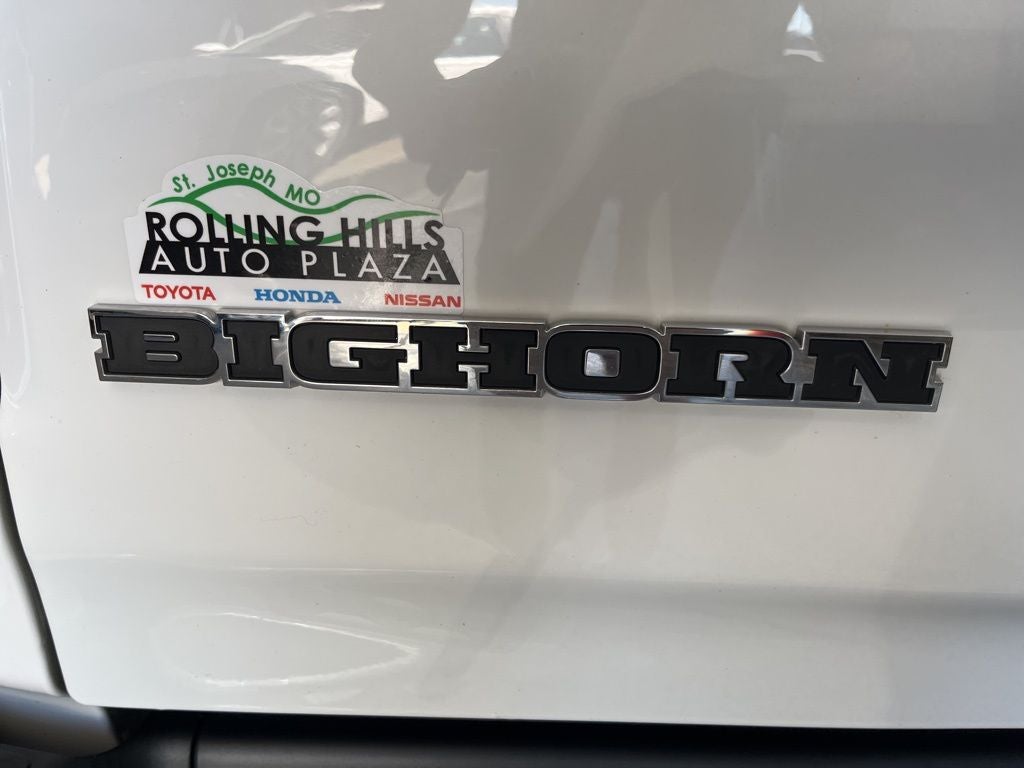 St. Joseph MO
ROLLING HILLS
AUTO PLAZA
TOYOTA HONDA NISSAN
BIGHORN